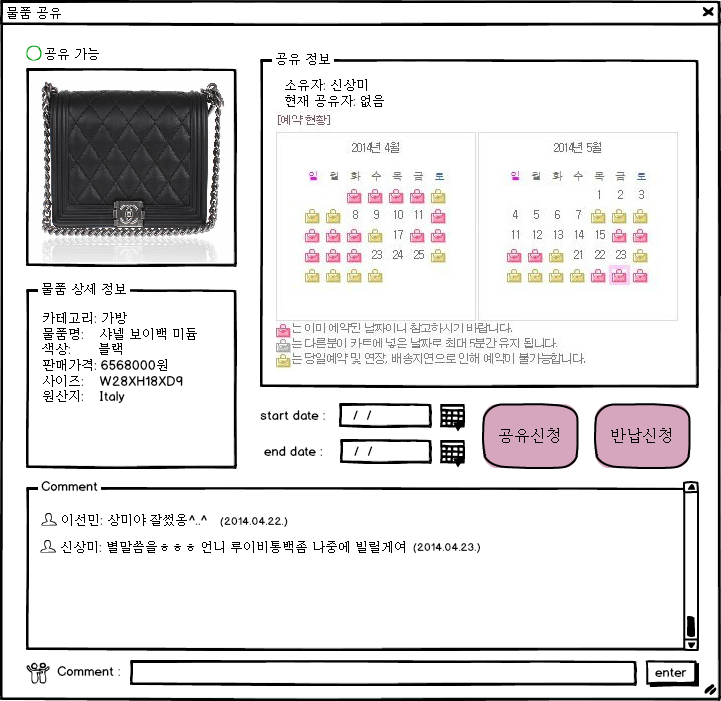 물품 공유
공유 가능
공유 정보
소유자: 신상미
현재 공유자: 없음
[예약 현황]
2014년 4월
일 월 화 수 목 금 토
8 9 10 11
17
23 24 25
2014년 5월
일 월 화 수 목 금 토
1 2 3
4 5 6 7
11 12 13 14 15
21 22 23
는 이미 예약된 날짜이니 참고하시기 바랍니다.
는 다른분이 카트에 넣은 날짜로 최대 5분간 유지 됩니다.
는 당일예약 및 연장, 배송지연으로 인해 예약이 불가능합니다.
물품 상세 정보
카테고리: 가방
물품명: 샤넬 보이백 미듐
색상: 블랙
판매가격: 6568000원
사이즈: W28XH18XD9
원산지: Italy
start date : / /
end date : / /
공유신청
반납신청
Comment
이선민: 상미야 잘썼옹^..^ (2014.04.22.)
신상미: 별말씀을ㅎㅎㅎ 언니 루이비통백좀 나중에 빌릴게여 (2014.04.23.)
Comment :
enter